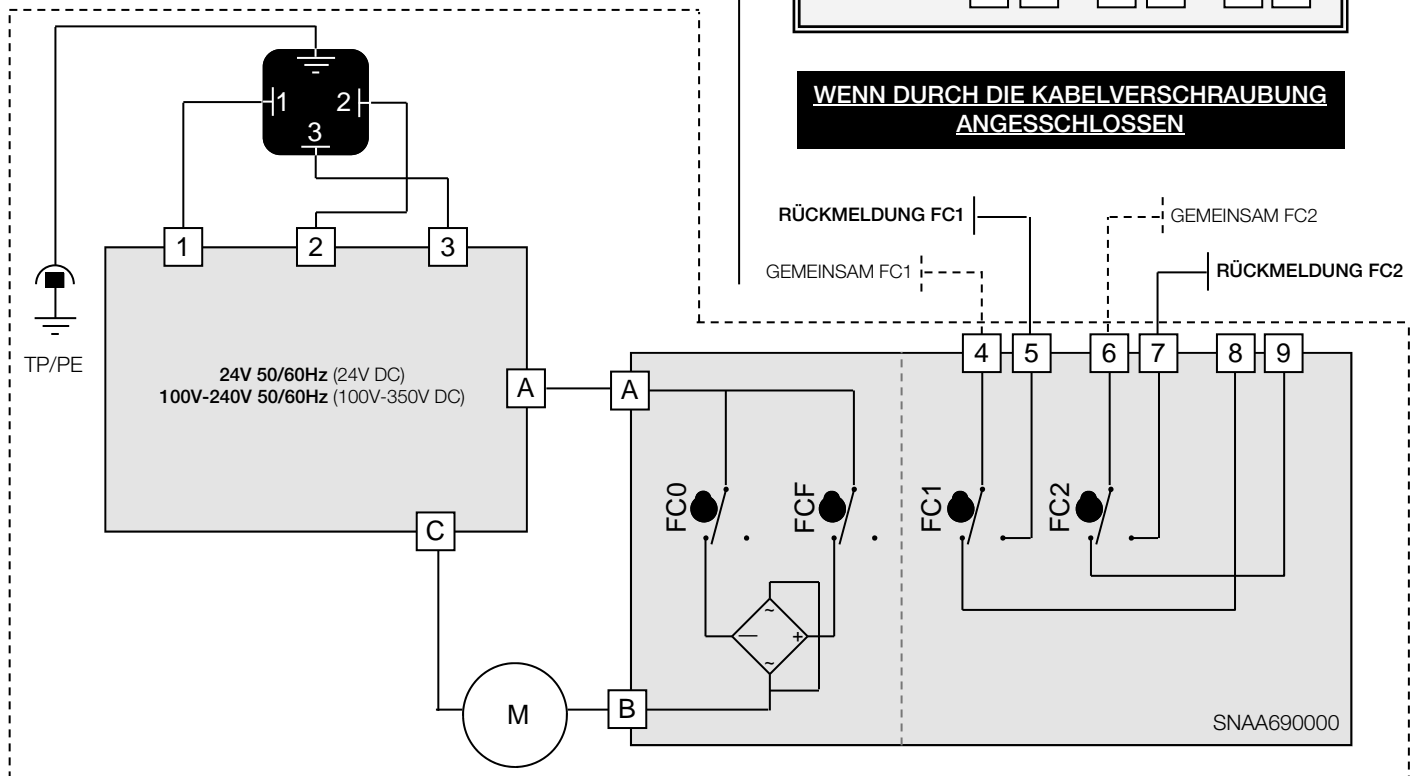 WENN DURCH DIE KABELVERSCHRAUBUNG
ANGESSCHLOSSEN
1
2
3
RÜCKMELDUNG FC1
GEMEINSAM FC2
GEMEINSAM FC1
RÜCKMELDUNG FC2
1
2
3
TP/PE
24V 50/60Hz (24V DC)
100V-240V 50/60Hz (100V-350V DC)
A
A
4
5
6
7
8
9
FC0
FCF
FC1
FC2
~
—
+
~
C
M
B
SNAA690000